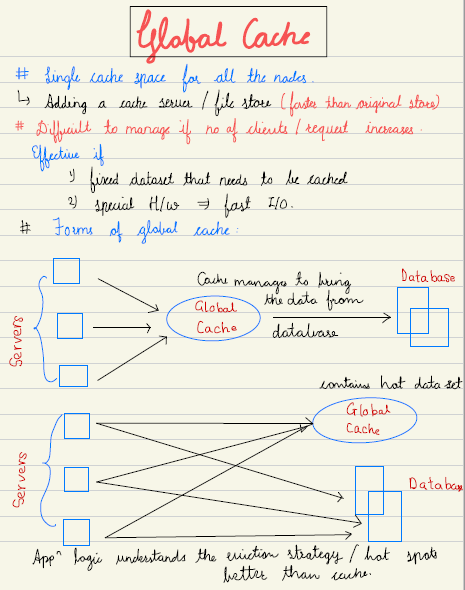 Global Cache
# Single cache space for all the nodes.
↳ Adding a cache server / file store (faster than original store)
# Difficult to manage if no of clients / request increases.
Effective if
1) fixed dataset that needs to be cached
2) special H/w ⇒ fast I/O.
# Forms of global cache:
Servers
Global
Cache
Cache manages to bring
the data from
database
Database
contains hot data set
Servers
Global
Cache
Database
Appⁿ logic understands the eviction strategy / hot spots
better than cache.